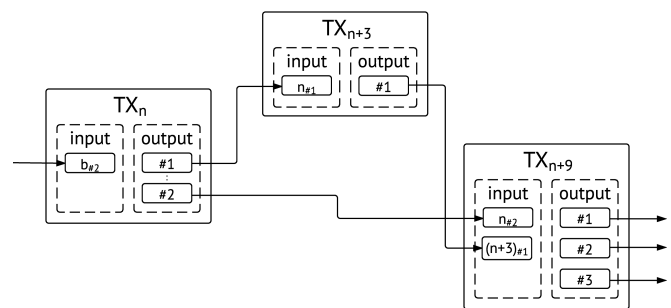 TXn+3
input output
n#1 #1
TXn
input output
b#2 #1
#2
TXn+9
input output
n#2 #1
(n+3)#1 #2
#3